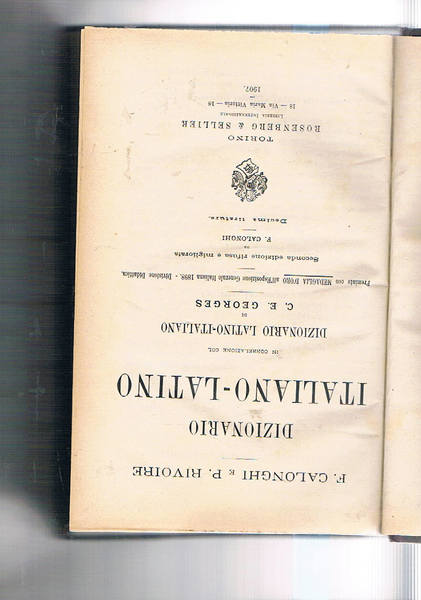 F. CALONGHI E P. RIVOIRE
DIZIONARIO
ITALIANO-LATINO
IN CORRELAZIONE COL
DIZIONARIO LATINO-ITALIANO
DI
C. E. GEORGES
Premiato con MEDAGLIA D'ORO all'Esposizione Generale Italiana 1898. - Divisione Didattica.
Seconda edizione rifusa e migliorata
DA
F. CALONGHI
Decima tiratura.
TORINO
ROSENBERG & SELLIER
LIBRERIA INTERNAZIONALE
18 — Via Maria Vittoria — 18
1907.